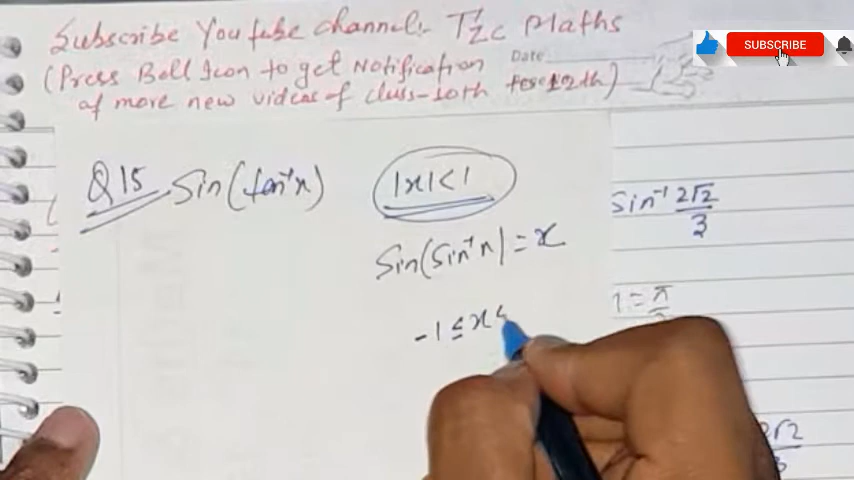 Subscribe YouTube channel:- TZC Maths
SUBSCRIBE
(Press Bell Icon to get Notification
Date
of more new videos of class-10th to 12th)
Q15 Sin(tan⁻¹x) |x|<1
Sin⁻¹ 2√2/3
Sin(Sin⁻¹x) = x
-1 ≤ x ≤